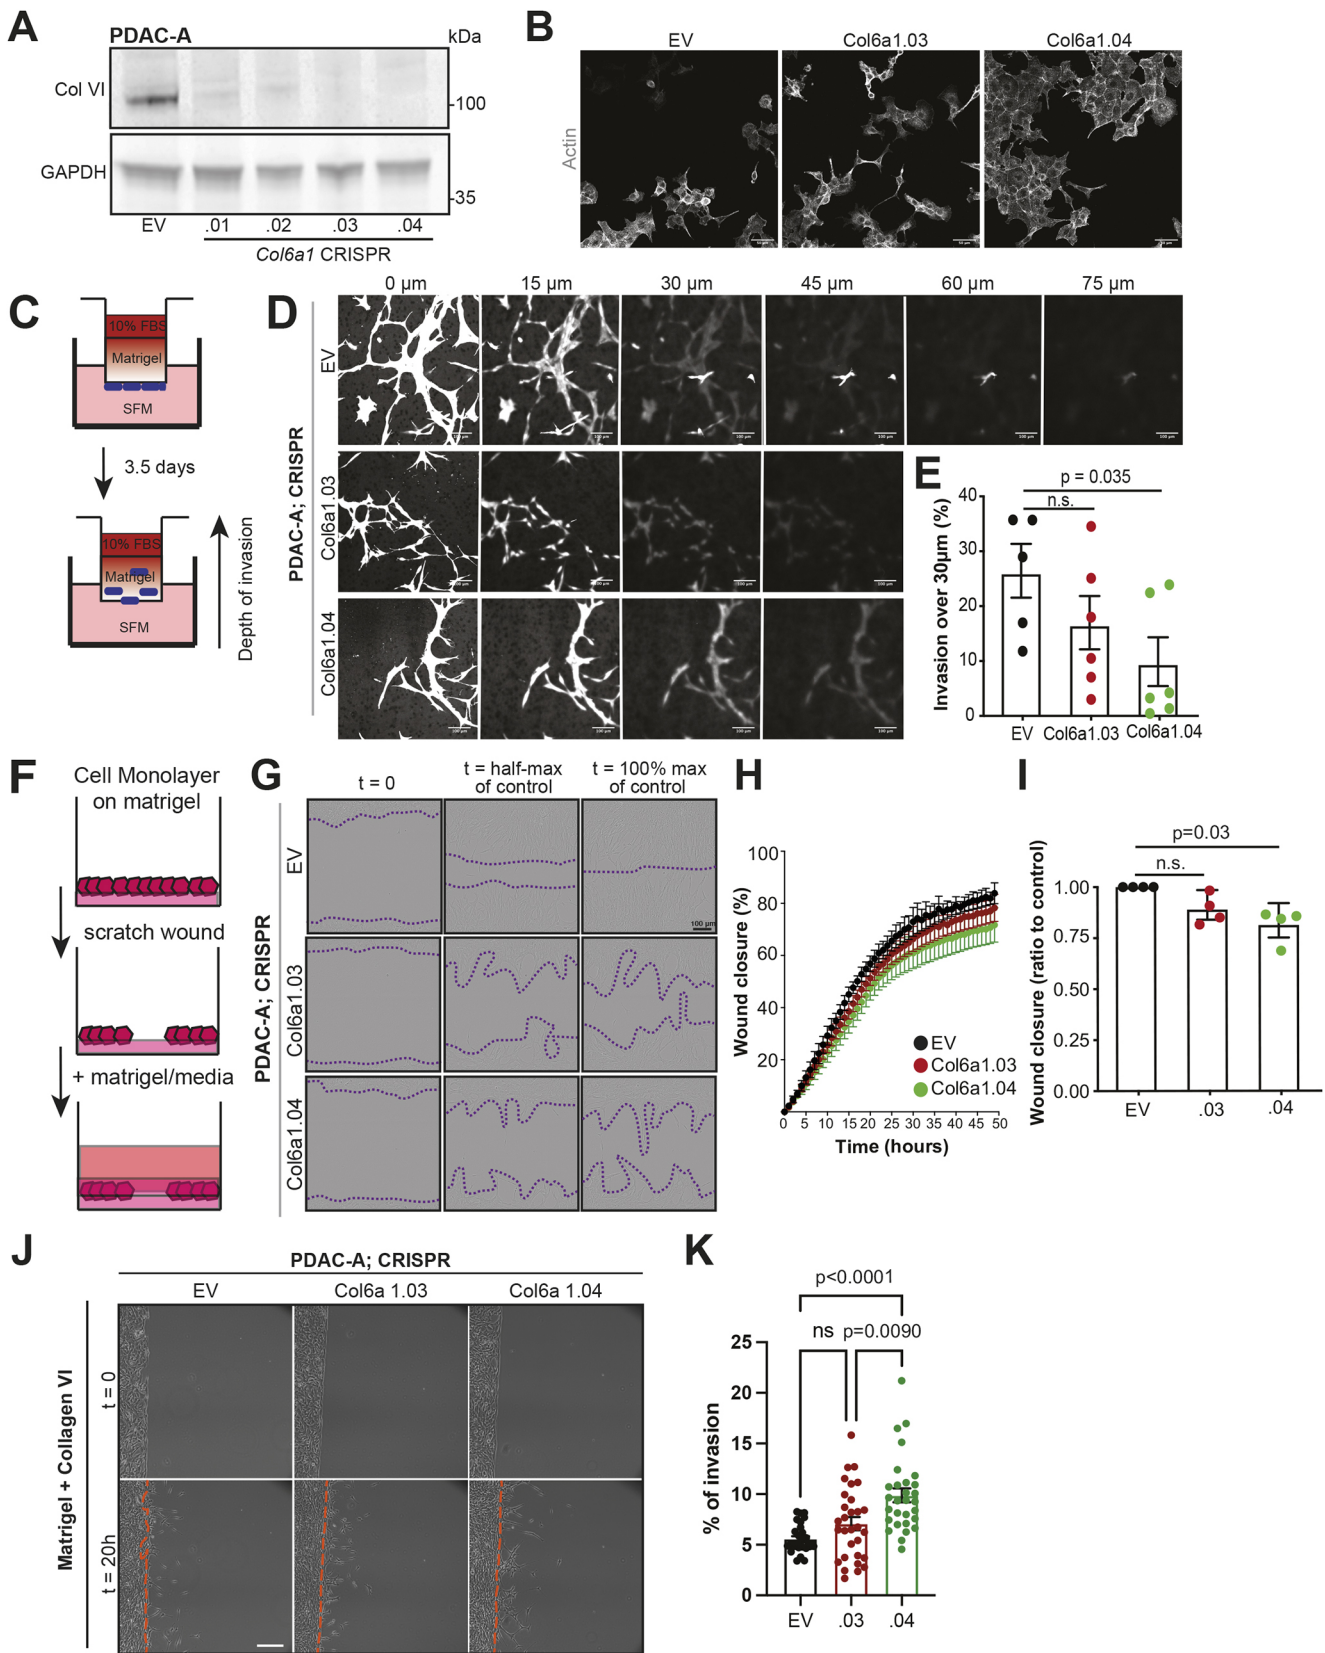 A
PDAC-A
kDa
Col VI
-100
GAPDH
-35
EV .01 .02 .03 .04
Col6a1 CRISPR
B
EV Col6a1.03 Col6a1.04
Actin
C
10% FBS
Matrigel
SFM
3.5 days
10% FBS
Matrigel
SFM
Depth of invasion
D
0 µm 15 µm 30 µm 45 µm 60 µm 75 µm
PDAC-A; CRISPR
EV
Col6a1.03
Col6a1.04
100 µm
E
p = 0.035
n.s.
Invasion over 30µm (%)
40
30
20
10
0
EV Col6a1.03 Col6a1.04
F
Cell Monolayer
on matrigel
scratch wound
+ matrigel/media
G
t = 0
t = half-max
of control
t = 100% max
of control
PDAC-A; CRISPR
EV
Col6a1.03
Col6a1.04
100 µm
H
Wound closure (%)
100
80
60
40
20
EV
Col6a1.03
Col6a1.04
0 5 10 15 20 25 30 35 40 45 50
Time (hours)
I
p=0.03
n.s.
Wound closure (ratio to control)
1.00
0.75
0.50
0.25
0.00
EV .03 .04
J
PDAC-A; CRISPR
EV Col6a 1.03 Col6a 1.04
Matrigel + Collagen VI
t = 0
t = 20h
K
p<0.0001
ns p=0.0090
% of invasion
25
20
15
10
5
0
EV .03 .04